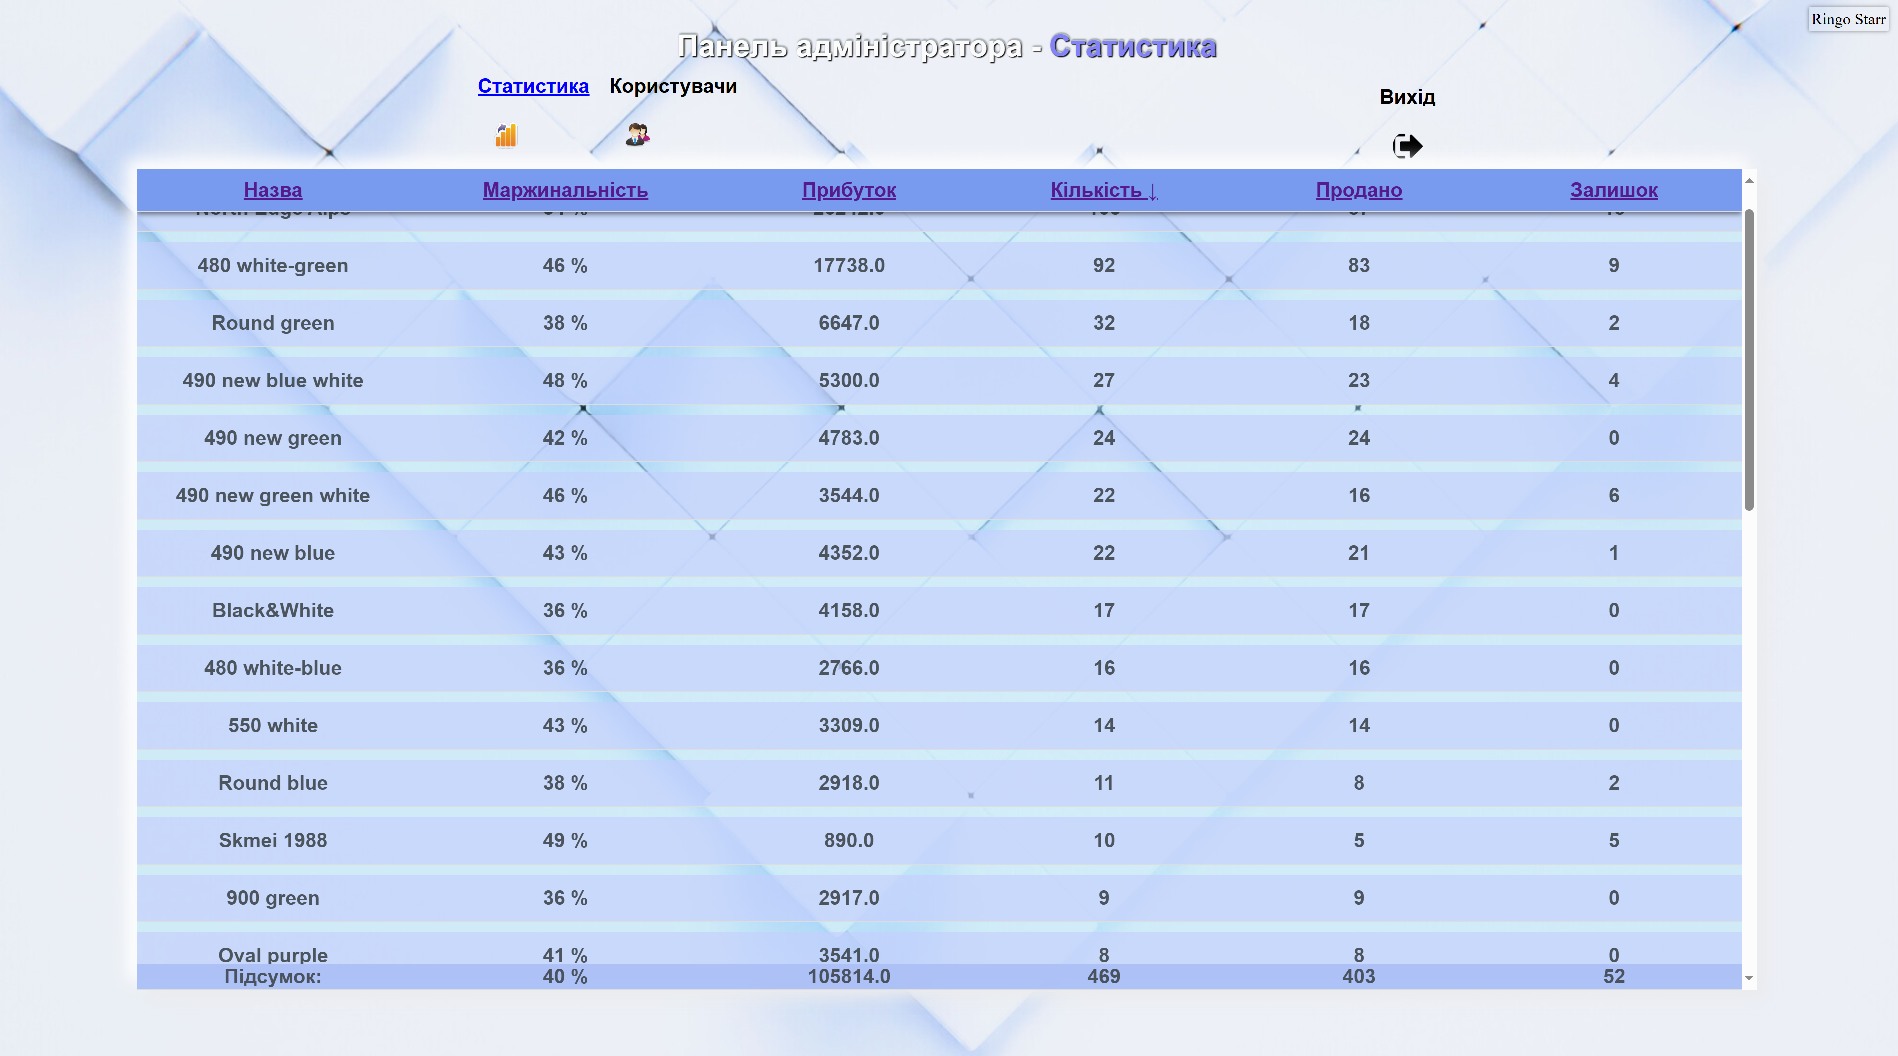 Ringo Starr
Панель адміністратора - Статистика
Статистика Користувачи
Вихід
Назва Маржинальність Прибуток Кількість ↓ Продано Залишок
480 white-green 46 % 17738.0 92 83 9
Round green 38 % 6647.0 32 18 2
490 new blue white 48 % 5300.0 27 23 4
490 new green 42 % 4783.0 24 24 0
490 new green white 46 % 3544.0 22 16 6
490 new blue 43 % 4352.0 22 21 1
Black&White 36 % 4158.0 17 17 0
480 white-blue 36 % 2766.0 16 16 0
550 white 43 % 3309.0 14 14 0
Round blue 38 % 2918.0 11 8 2
Skmei 1988 49 % 890.0 10 5 5
900 green 36 % 2917.0 9 9 0
Oval purple 41 % 3541.0 8 8 0
Підсумок: 40 % 105814.0 469 403 52